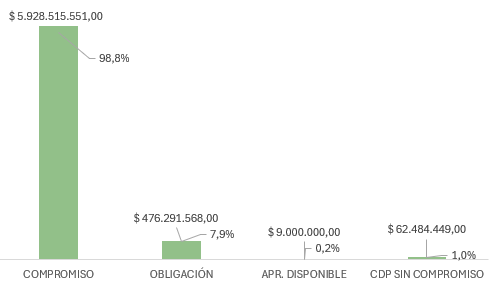 $ 5.928.515.551,00
98,8%
$ 476.291.568,00
7,9%
$ 9.000.000,00
0,2%
$ 62.484.449,00
1,0%
COMPROMISO
OBLIGACIÓN
APR. DISPONIBLE
CDP SIN COMPROMISO